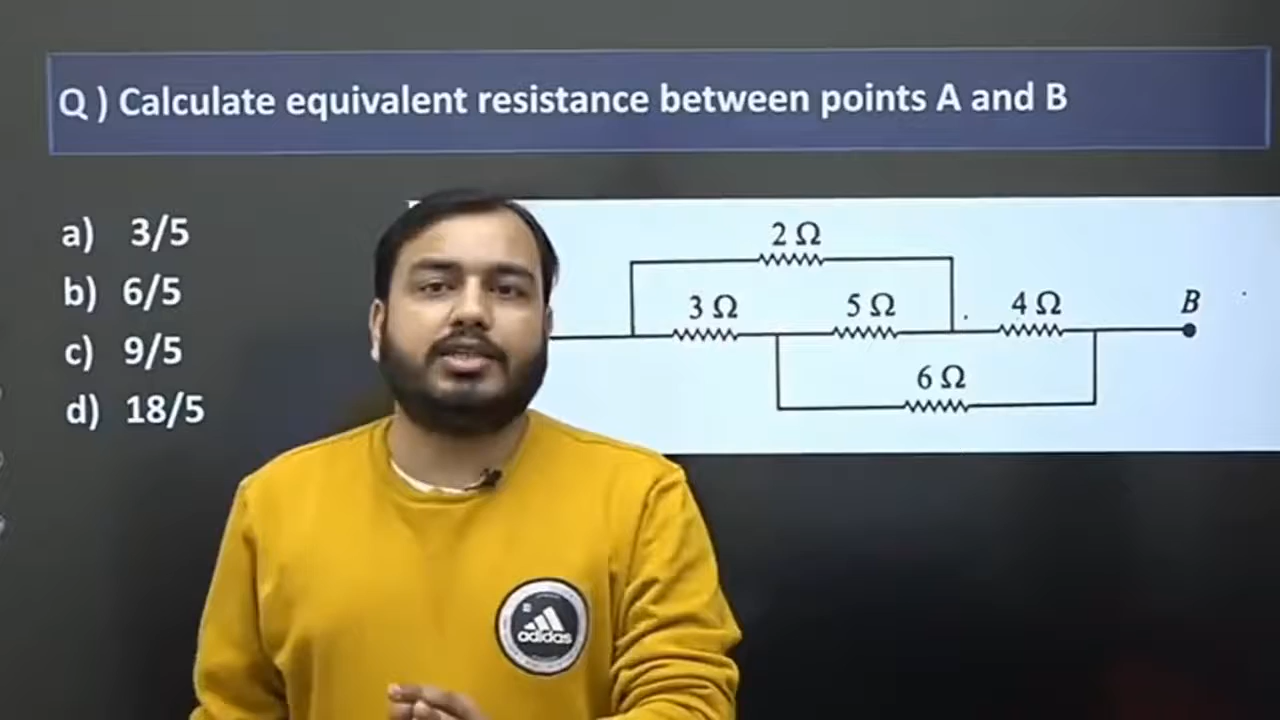 Q ) Calculate equivalent resistance between points A and B
a) 3/5
b) 6/5
c) 9/5
d) 18/5
2 Ω
3 Ω 5 Ω 4 Ω B
6 Ω
adidas